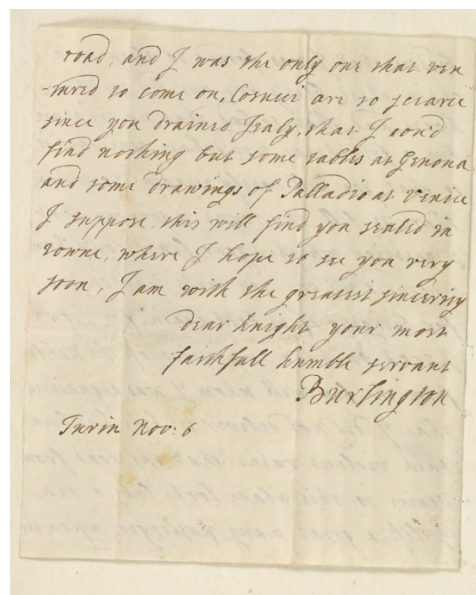 road, and I was the only one that ven
-tured to come on, Cosucci are so scarce
since you drained Italy, that I cou'd
find nothing but some tables at Genoua
and some drawings of Palladio at Venice
I suppose this will find you settled in
towne, where I hope to see you very
soon, I am with the greatest sincerity
dear knight your most
faithfull humble servant
Burlington
Turin Nov: 6